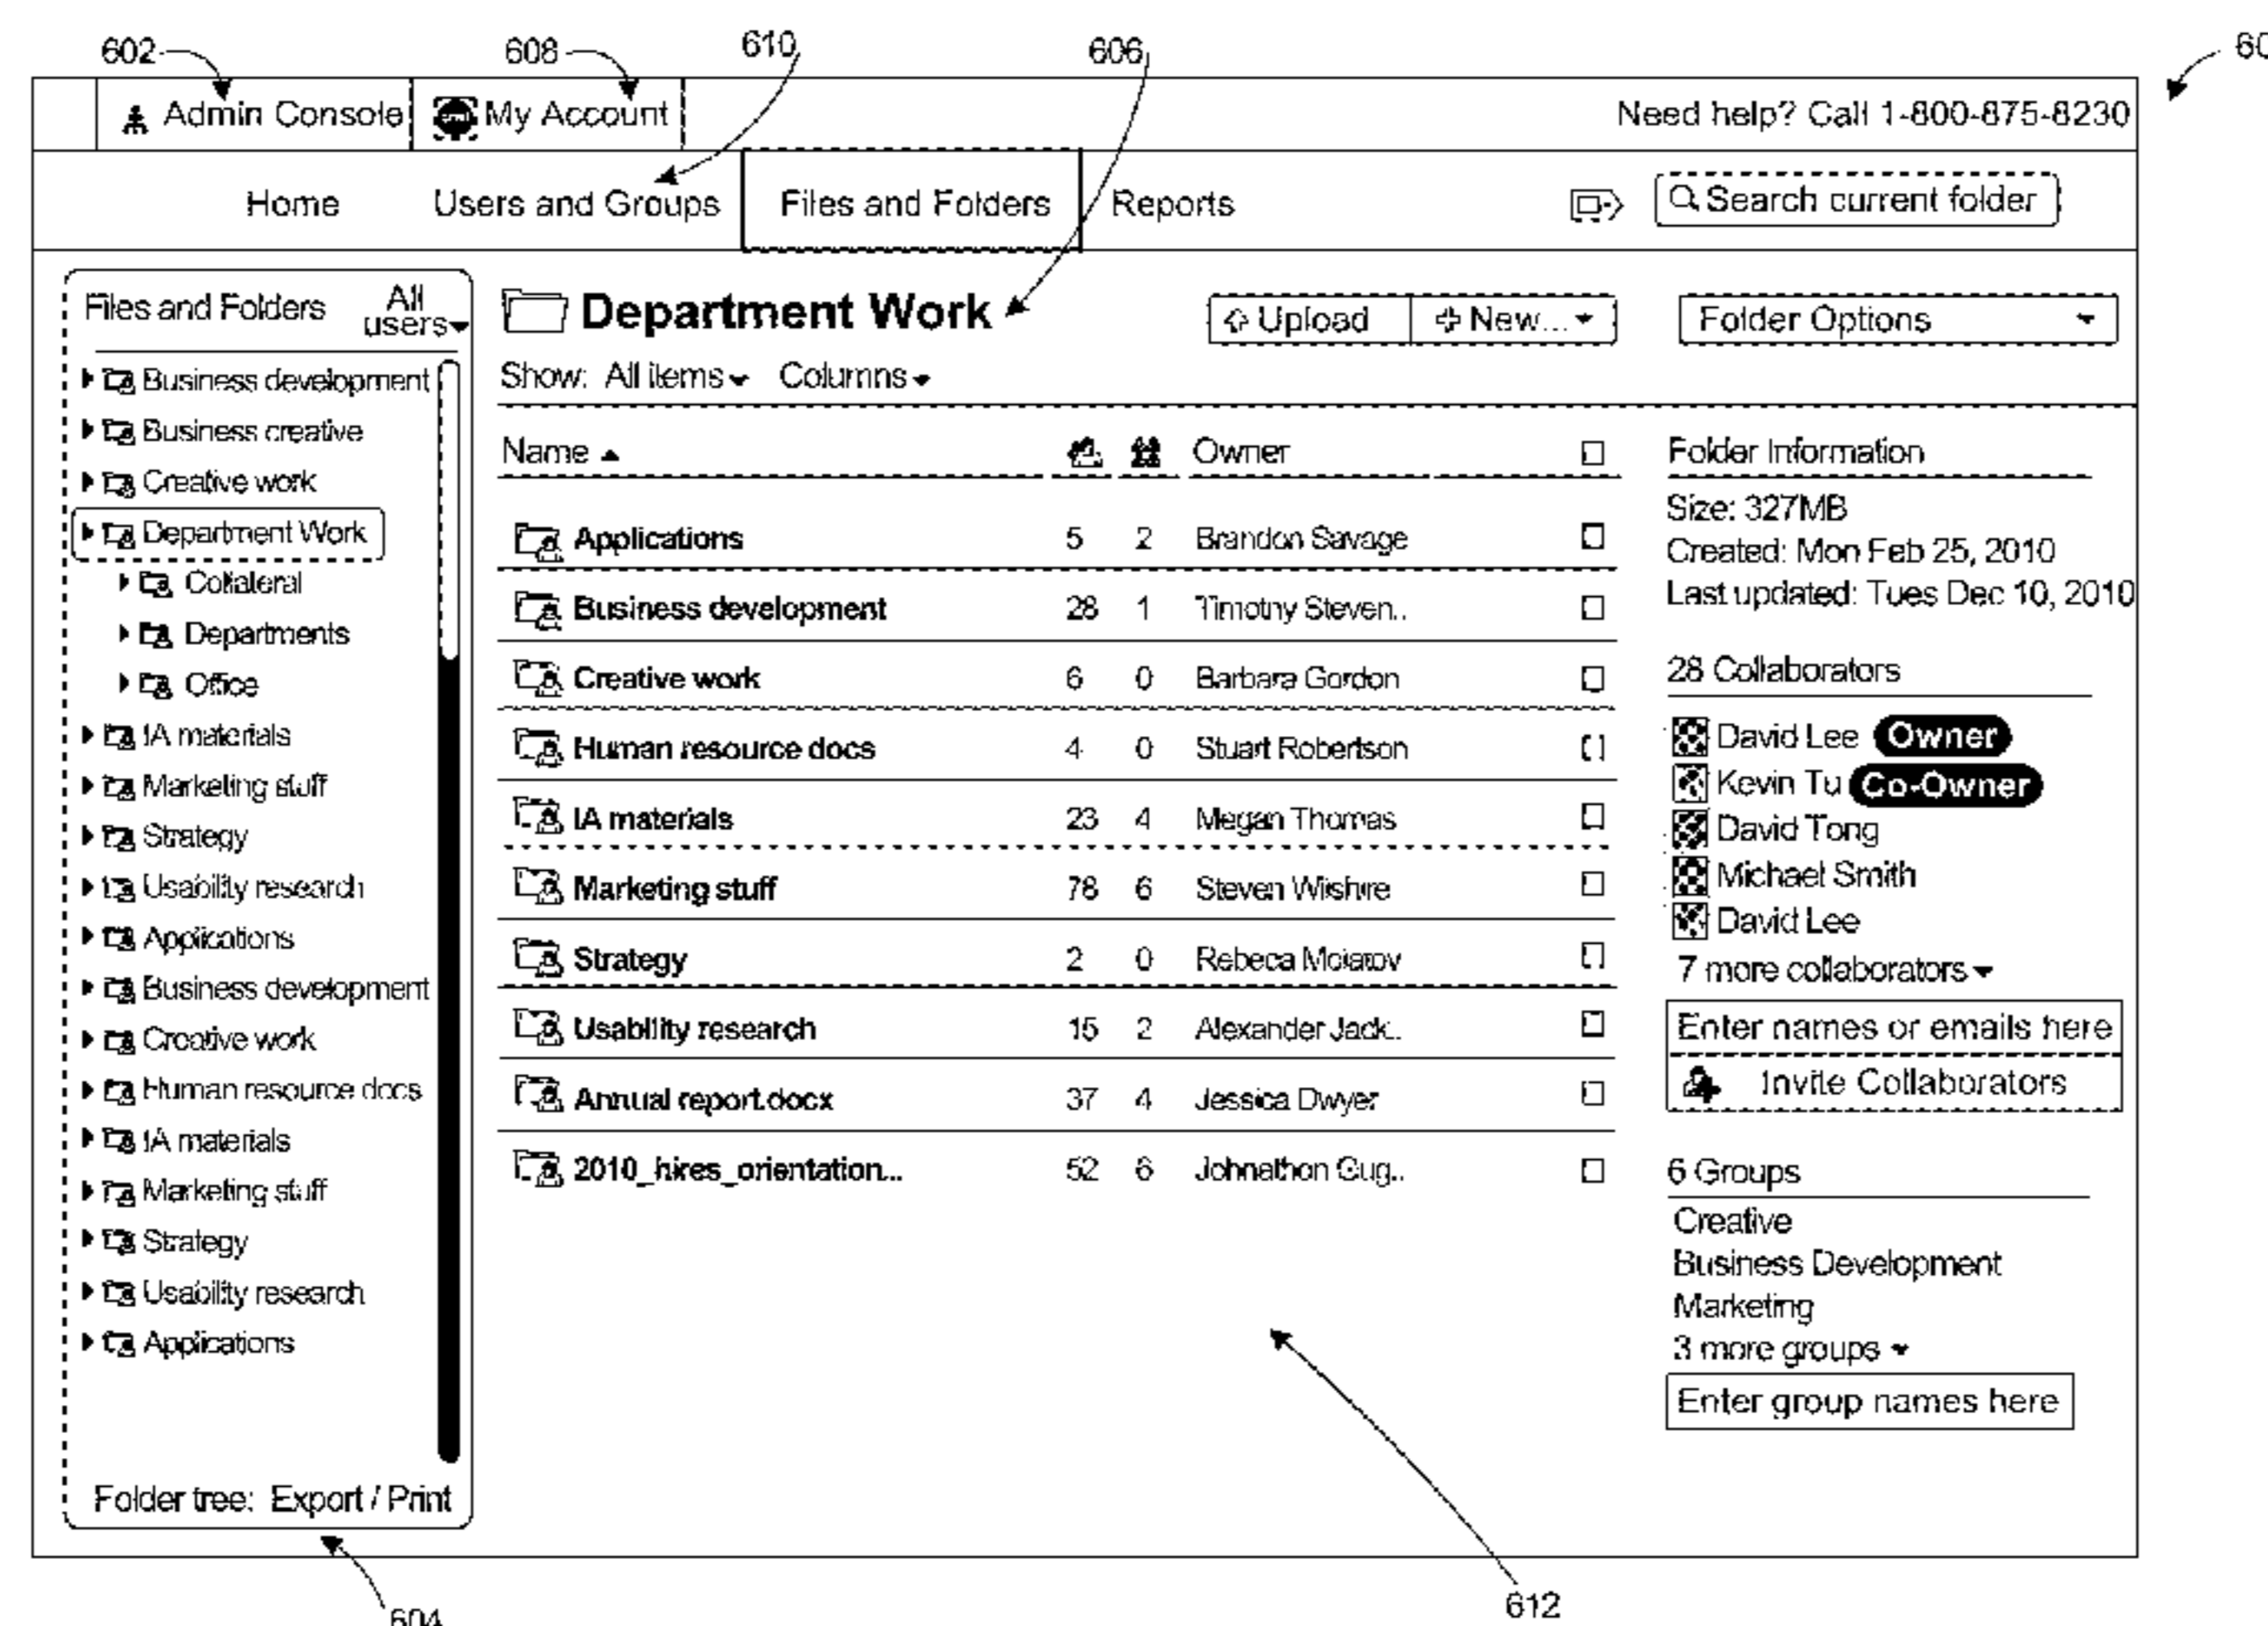 602 608 610 606
Admin Console My Account Need help? Call 1-800-875-8230
Home Users and Groups Files and Folders Reports Search current folder
Files and Folders All users
Business development
Business creative
Creative work
Department Work
Collateral
Departments
Office
IA materials
Marketing stuff
Strategy
Usability research
Applications
Business development
Creative work
Human resource docs
IA materials
Marketing stuff
Strategy
Usability research
Applications
Folder tree: Export / Print
Department Work Upload New... Folder Options
Show: All items Columns
Name Owner
Applications 5 2 Brandon Savage
Business development 28 1 Timothy Steven..
Creative work 6 0 Barbara Gordon
Human resource docs 4 0 Stuart Robertson
IA materials 23 4 Megan Thomas
Marketing stuff 78 6 Steven
Strategy 2 0 Rebeca
Usability research 15 2 Alexander Jack..
Annual report.docx 37 4 Jessica Dwyer
2010_hires_orientation... 52 6 Johnathon Gug..
Folder Information
Size: 327MB
Created: Mon Feb 25, 2010
Last updated: Tues Dec 10, 2010
28 Collaborators
David Lee Owner
Kevin Tu Co-Owner
David Tong
Michael Smith
David Lee
7 more collaborators
Enter names or emails here
Invite Collaborators
6 Groups
Creative
Business Development
Marketing
3 more groups
Enter group names here
604 612